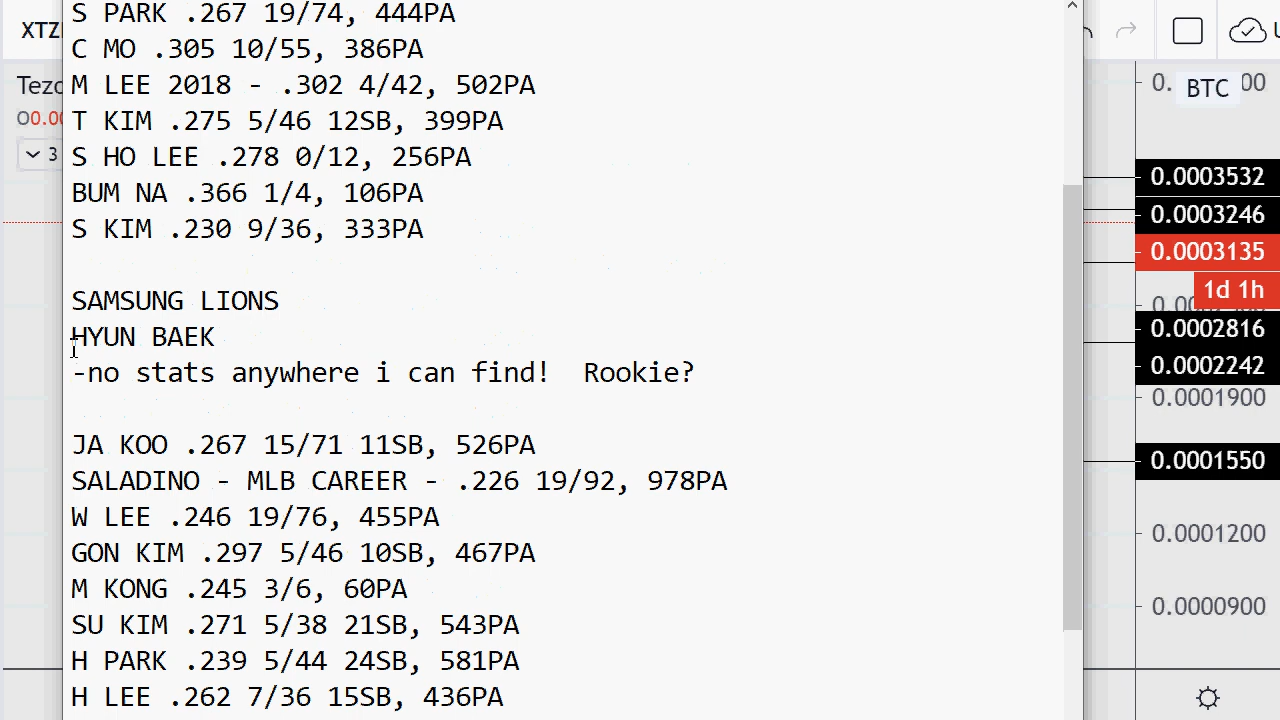 S PARK .267 19/74, 444PA
C MO .305 10/55, 386PA
M LEE 2018 - .302 4/42, 502PA
T KIM .275 5/46 12SB, 399PA
S HO LEE .278 0/12, 256PA
BUM NA .366 1/4, 106PA
S KIM .230 9/36, 333PA
SAMSUNG LIONS
HYUN BAEK
-no stats anywhere i can find! Rookie?
JA KOO .267 15/71 11SB, 526PA
SALADINO - MLB CAREER - .226 19/92, 978PA
W LEE .246 19/76, 455PA
GON KIM .297 5/46 10SB, 467PA
M KONG .245 3/6, 60PA
SU KIM .271 5/38 21SB, 543PA
H PARK .239 5/44 24SB, 581PA
H LEE .262 7/36 15SB, 436PA
XTZ
Tezo
O0.00
3
U
BTC
0.0003532
0.0003246
0.0003135
1d 1h
0.0002816
0.0002242
0.0001900
0.0001550
0.0001200
0.0000900